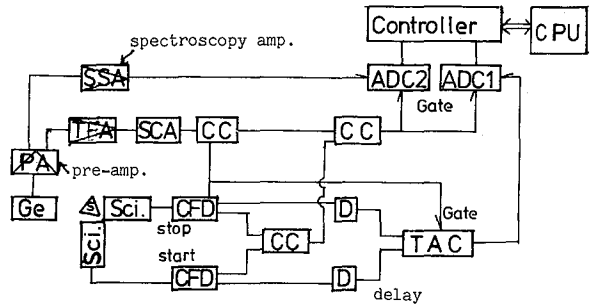 Controller
CPU
spectroscopy amp.
SSA
ADC2
ADC1
Gate
TFA
SCA
CC
CC
PA
pre-amp.
Ge
S
Sci.
CFD
D
Gate
stop
Sci.
CC
TAC
start
CFD
D
delay